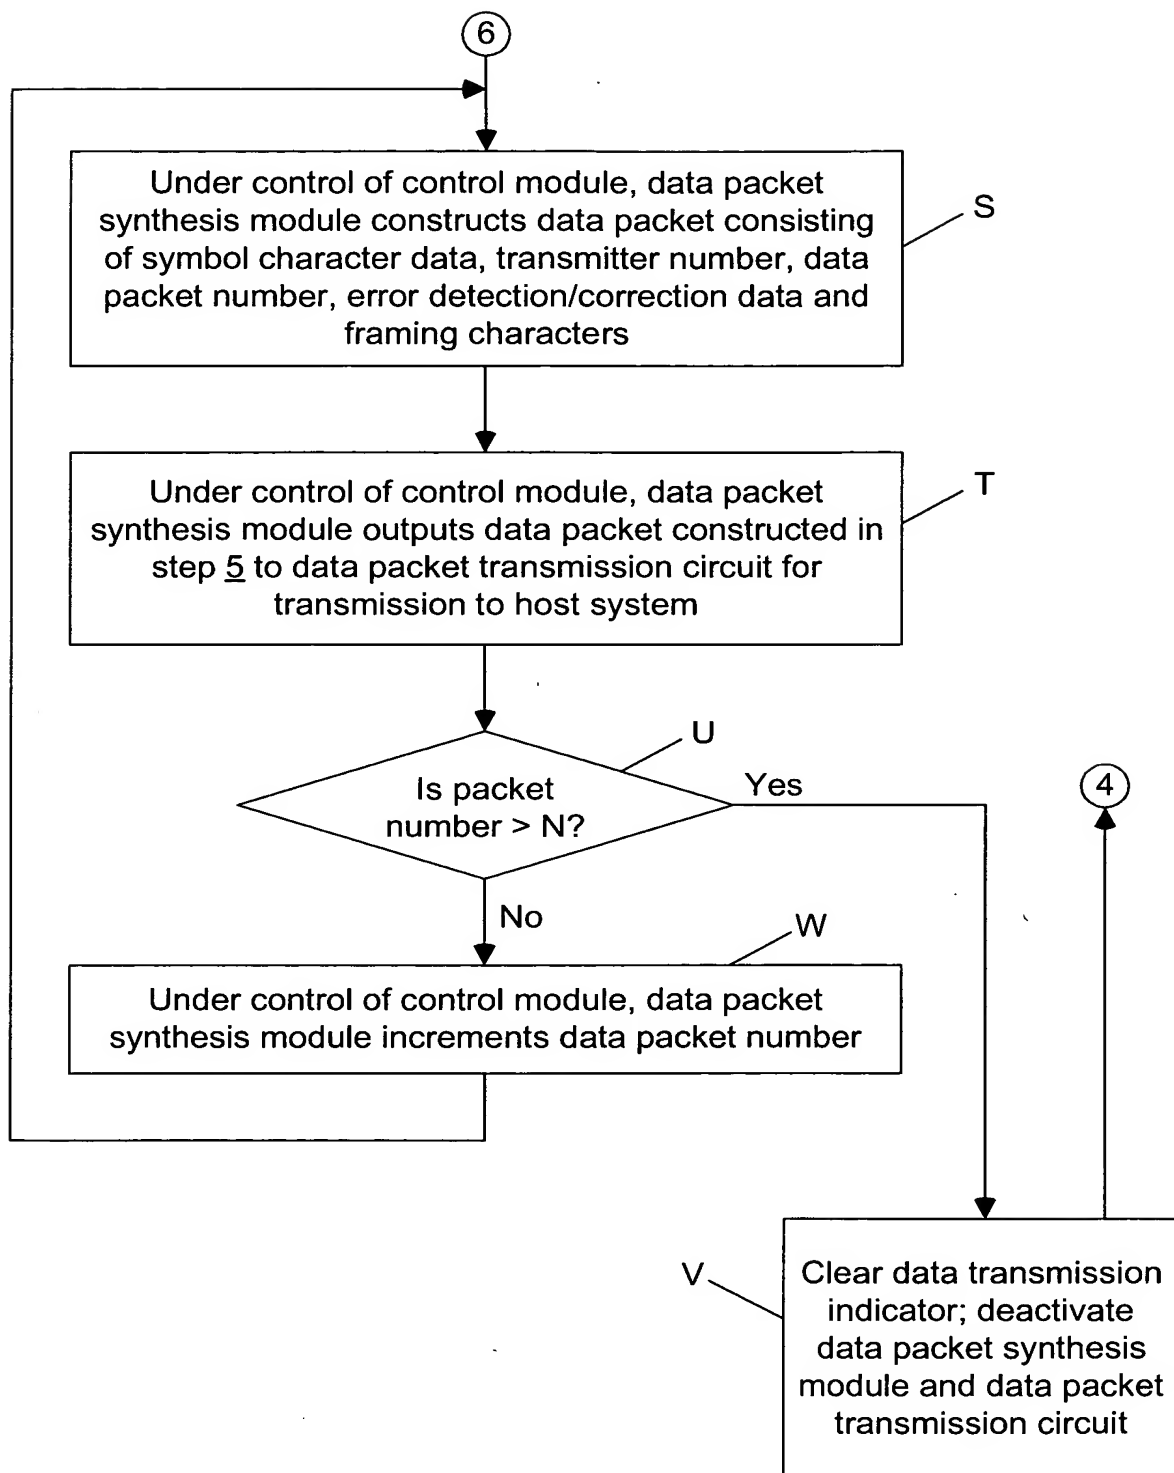 6
Under control of control module, data packet
synthesis module constructs data packet consisting
of symbol character data, transmitter number, data
packet number, error detection/correction data and
framing characters
S
Under control of control module, data packet
synthesis module outputs data packet constructed in
step 5 to data packet transmission circuit for
transmission to host system
T
U
Is packet
number > N?
Yes
4
No
W
Under control of control module, data packet
synthesis module increments data packet number
V
Clear data transmission
indicator; deactivate
data packet synthesis
module and data packet
transmission circuit